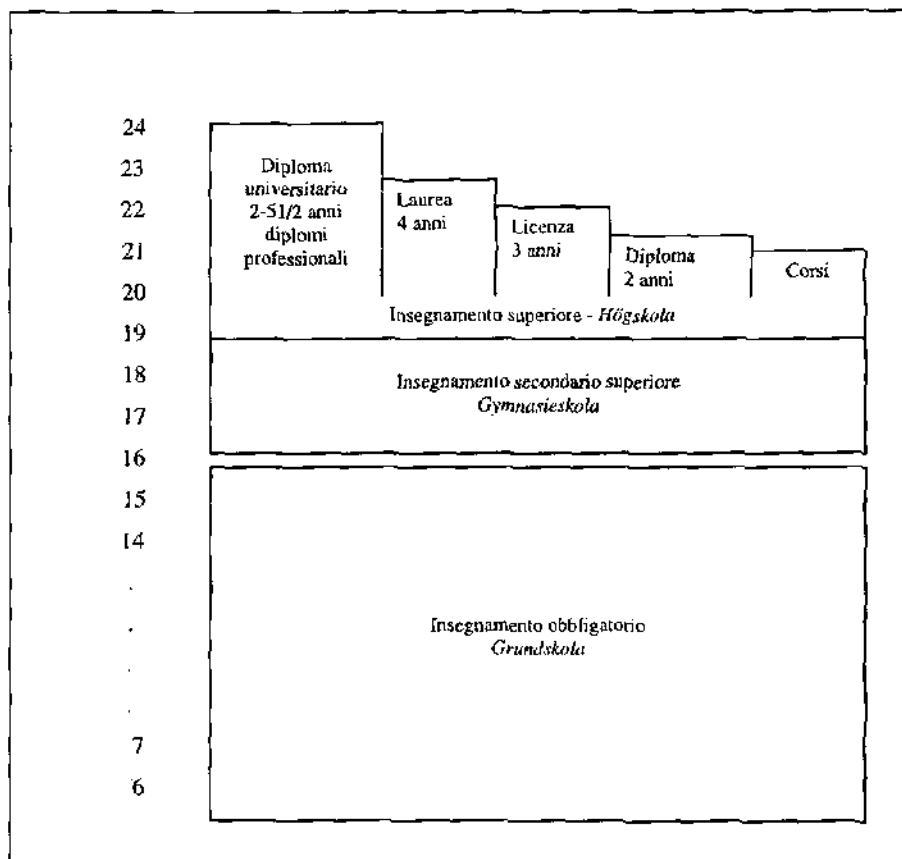 24
23
22
21
20
19
18
17
16
15
14
.
.
.
.
7
6
Diploma
universitario
2-51/2 anni
diplomi
professionali
Laurea
4 anni
Licenza
3 anni
Diploma
2 anni
Corsi
Insegnamento superiore - Högskola
Insegnamento secondario superiore
Gymnasieskola
Insegnamento obbligatorio
Grundskola